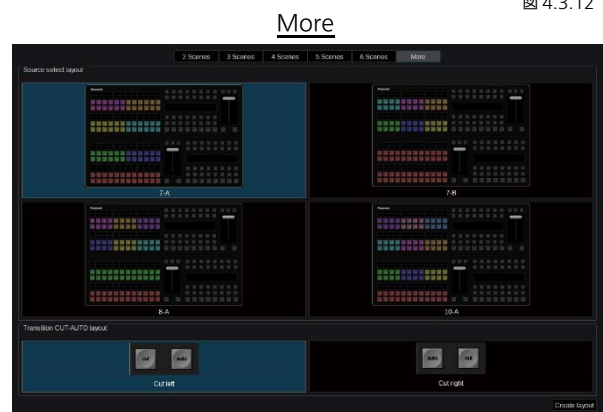 図 4.3.12
More
2 Scenes 3 Scenes 4 Scenes 5 Scenes 6 Scenes More
Source select layout
7-A 7-B
8-A 10-A
Transition CUT-AUTO layout
cut auto auto cut
Cut left Cut right
Create layout